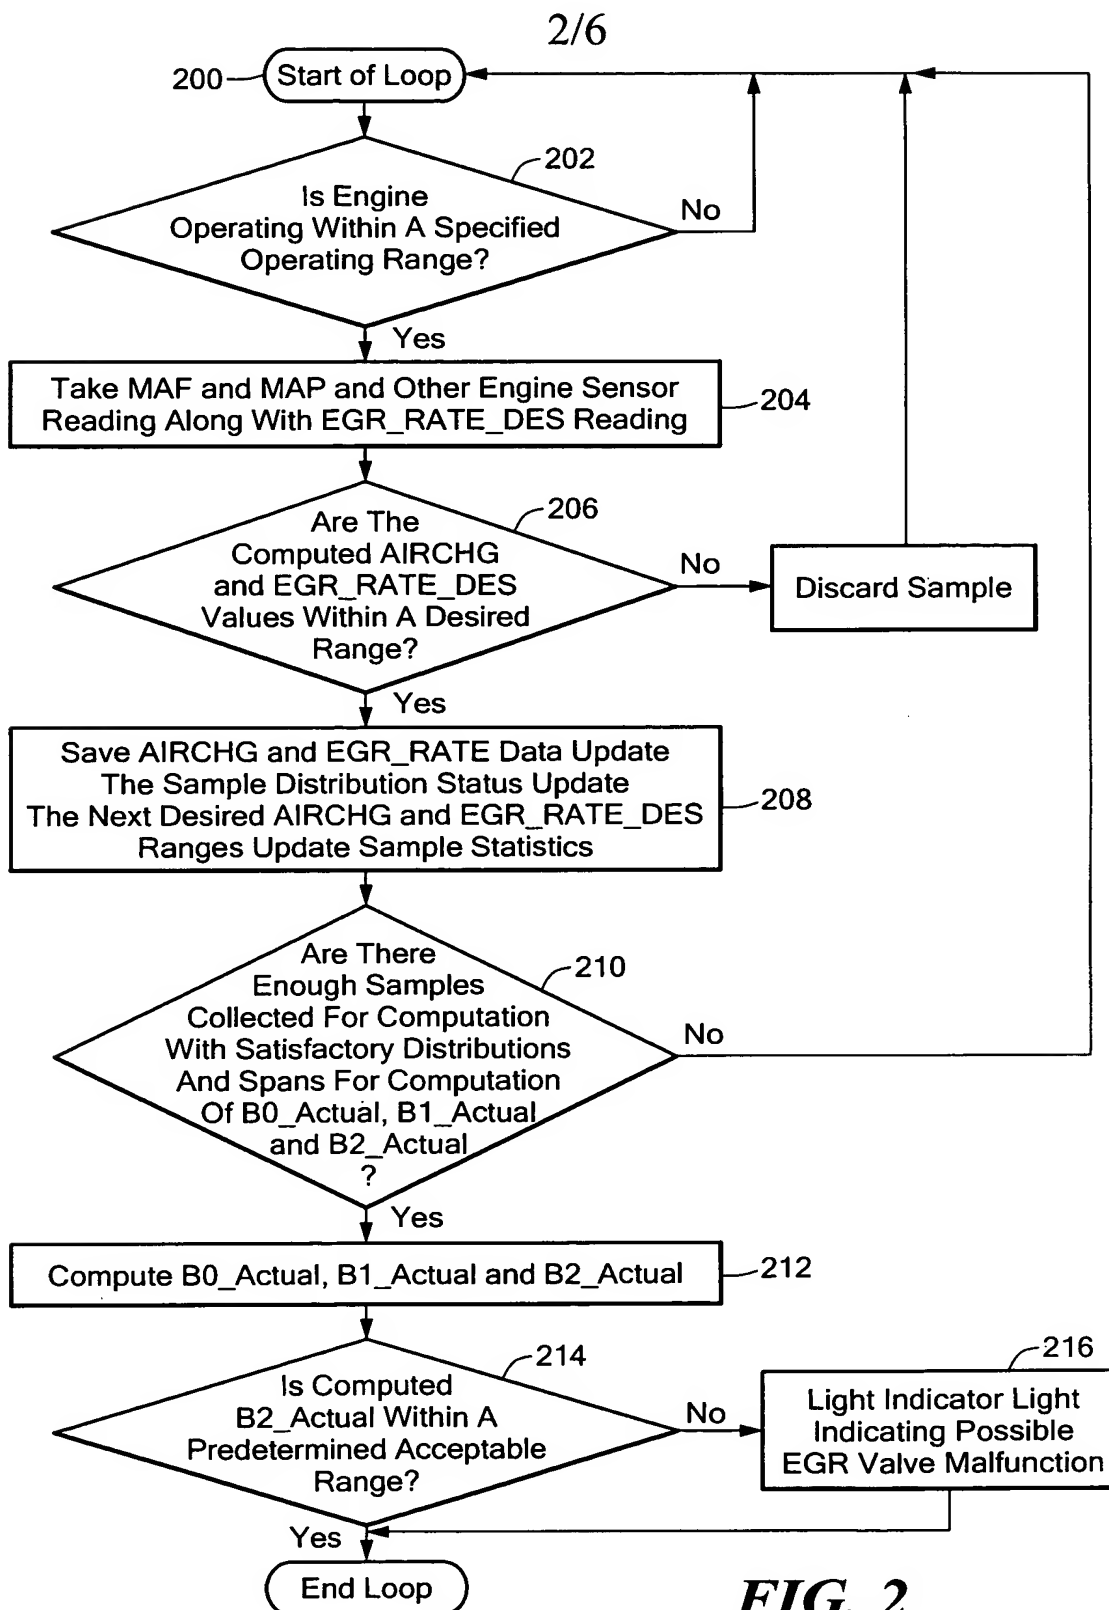 2/6
200
Start of Loop
202
Is Engine
Operating Within A Specified
Operating Range?
No
Yes
Take MAF and MAP and Other Engine Sensor
Reading Along With EGR_RATE_DES Reading
204
206
Are The
Computed AIRCHG
and EGR_RATE_DES
Values Within A Desired
Range?
No
Discard Sample
Yes
Save AIRCHG and EGR_RATE Data Update
The Sample Distribution Status Update
The Next Desired AIRCHG and EGR_RATE_DES
Ranges Update Sample Statistics
208
210
Are There
Enough Samples
Collected For Computation
With Satisfactory Distributions
And Spans For Computation
Of B0_Actual, B1_Actual
and B2_Actual
?
No
Yes
Compute B0_Actual, B1_Actual and B2_Actual
212
214
Is Computed
B2_Actual Within A
Predetermined Acceptable
Range?
No
216
Light Indicator Light
Indicating Possible
EGR Valve Malfunction
Yes
End Loop
FIG. 2